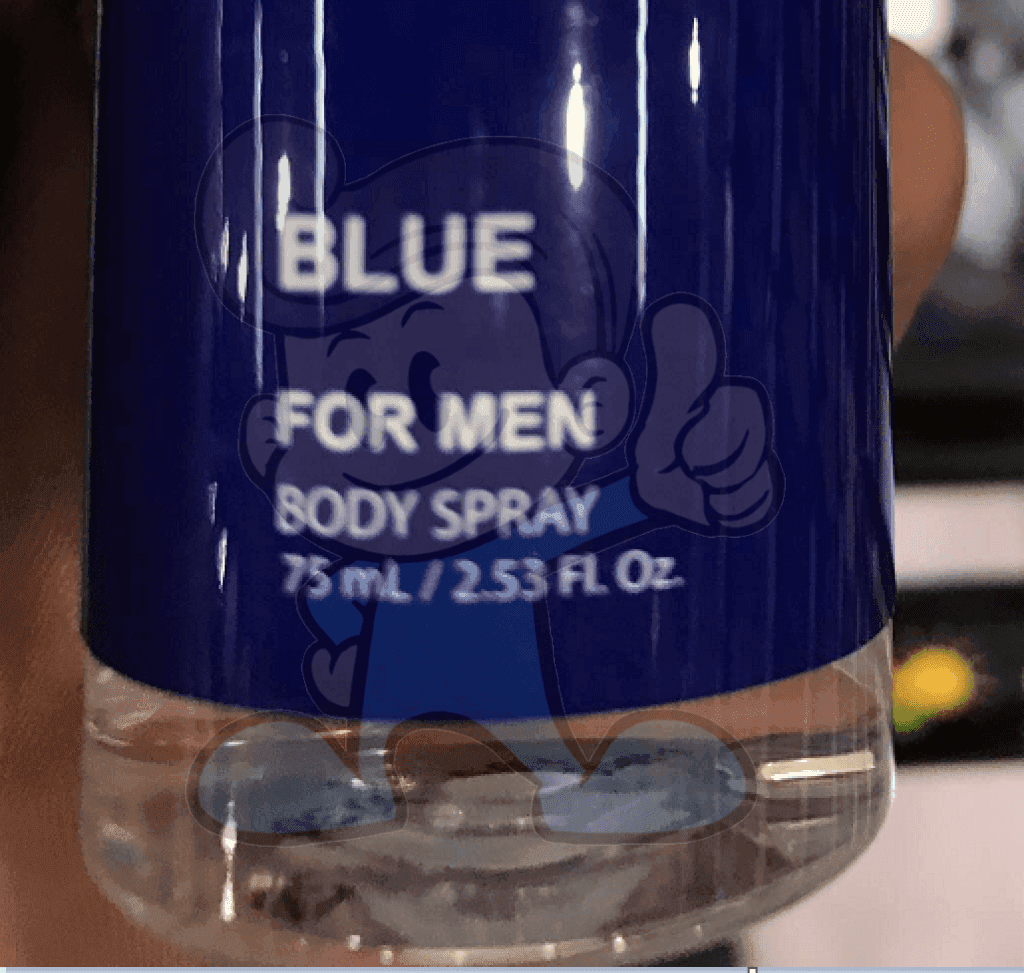 BLUE
FOR MEN
BODY SPRAY
75 mL / 2.53 FL Oz.